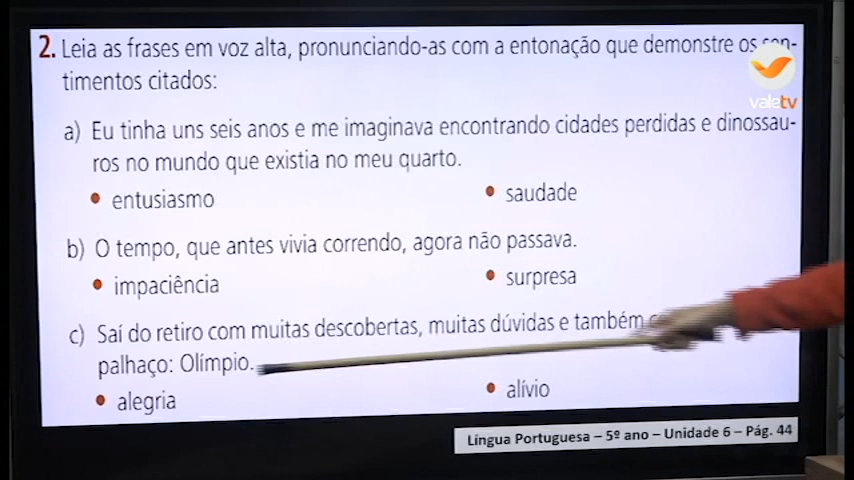 2. Leia as frases em voz alta, pronunciando-as com a entonação que demonstre os
timentos citados:
a) Eu tinha uns seis anos e me imaginava encontrando cidades perdidas e dinossau-
ros no mundo que existia no meu quarto.
• entusiasmo • saudade
b) O tempo, que antes vivia correndo, agora não passava.
• impaciência • surpresa
c) Saí do retiro com muitas descobertas, muitas dúvidas e também
palhaço: Olímpio.
• alegria • alívio
Língua Portuguesa – 5º ano – Unidade 6 – Pág. 44
valetv